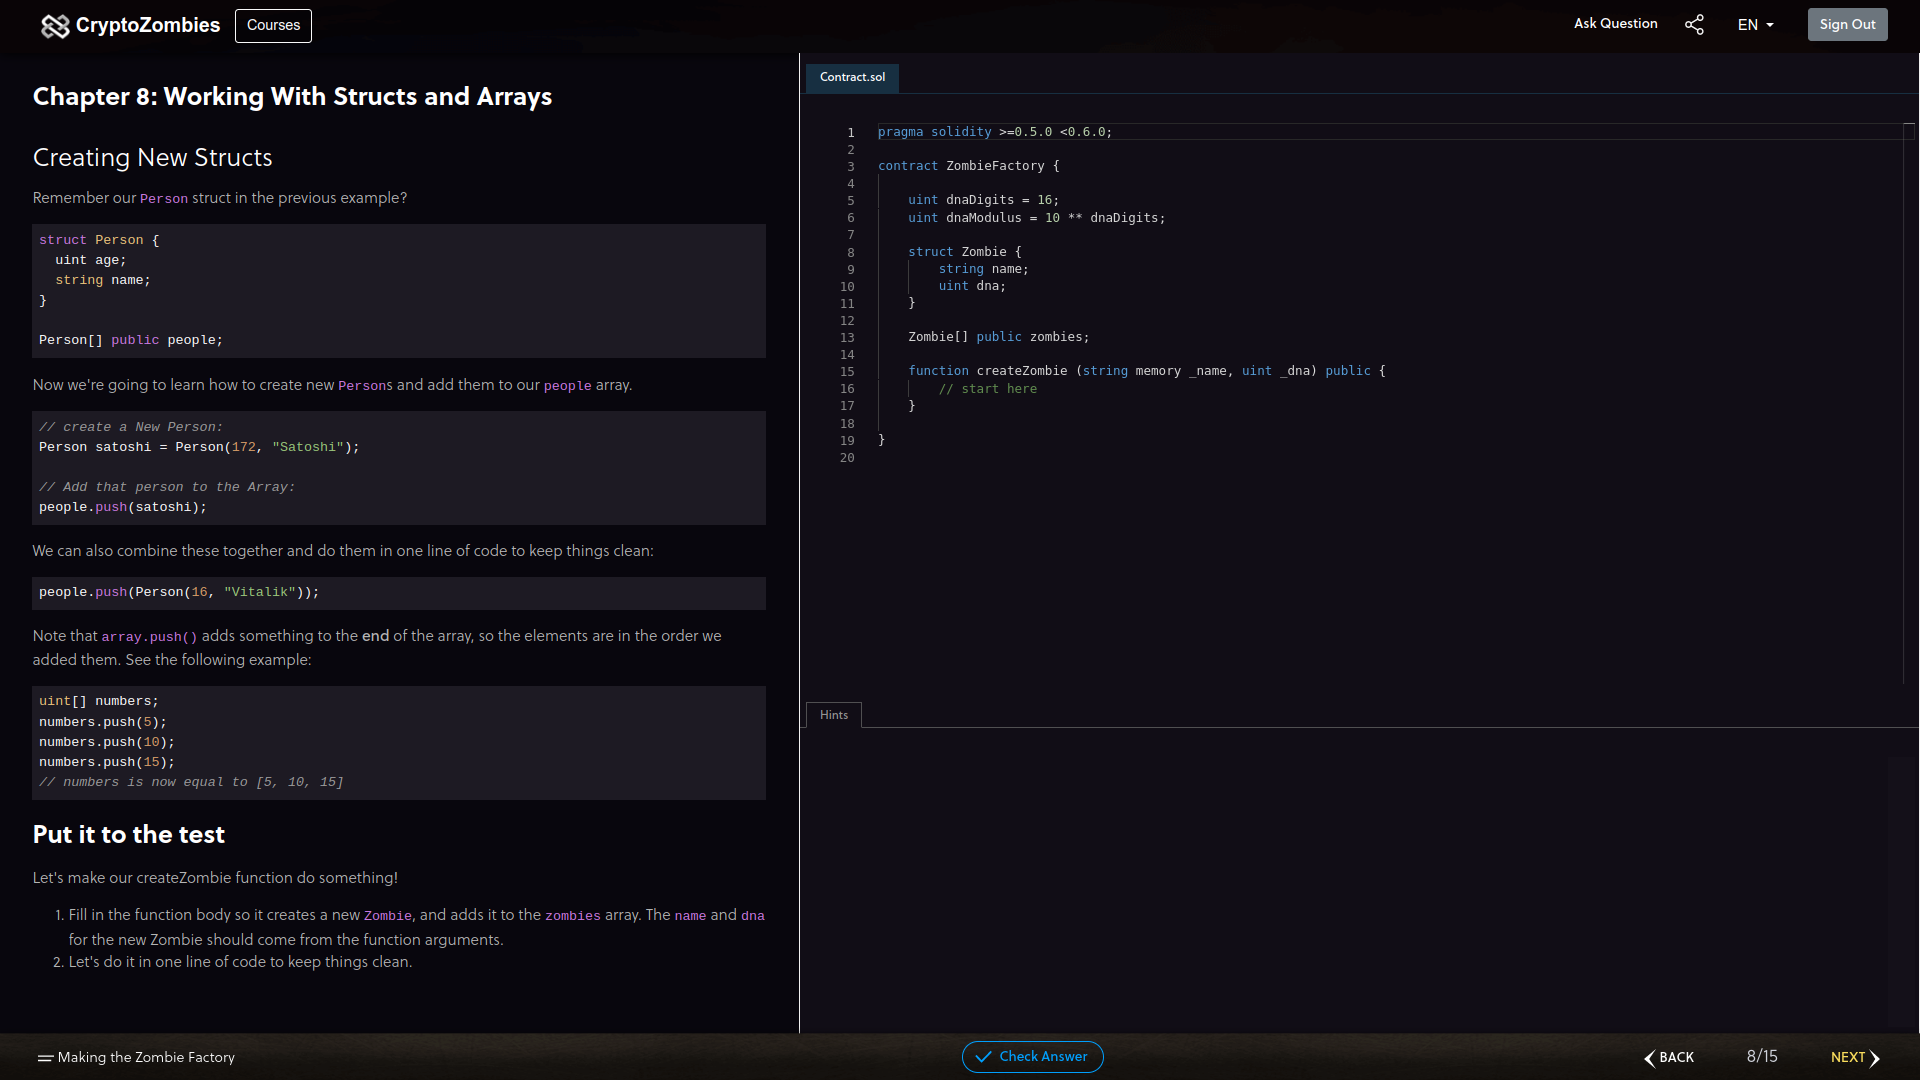 CryptoZombies
Courses
Ask Question
EN
Sign Out
Chapter 8: Working With Structs and Arrays
Creating New Structs
Remember our Person struct in the previous example?
struct Person {
  uint age;
  string name;
}
Person[] public people;
Now we're going to learn how to create new Persons and add them to our people array.
// create a New Person:
Person satoshi = Person(172, "Satoshi");
// Add that person to the Array:
people.push(satoshi);
We can also combine these together and do them in one line of code to keep things clean:
people.push(Person(16, "Vitalik"));
Note that array.push() adds something to the end of the array, so the elements are in the order we
added them. See the following example:
uint[] numbers;
numbers.push(5);
numbers.push(10);
numbers.push(15);
// numbers is now equal to [5, 10, 15]
Put it to the test
Let's make our createZombie function do something!
1. Fill in the function body so it creates a new Zombie, and adds it to the zombies array. The name and dna
for the new Zombie should come from the function arguments.
2. Let's do it in one line of code to keep things clean.
Contract.sol
1 pragma solidity >=0.5.0 <0.6.0;
2
3 contract ZombieFactory {
4
5     uint dnaDigits = 16;
6     uint dnaModulus = 10 ** dnaDigits;
7
8     struct Zombie {
9         string name;
10         uint dna;
11     }
12
13     Zombie[] public zombies;
14
15     function createZombie (string memory _name, uint _dna) public {
16         // start here
17     }
18
19 }
20
Hints
Making the Zombie Factory
Check Answer
BACK
8/15
NEXT